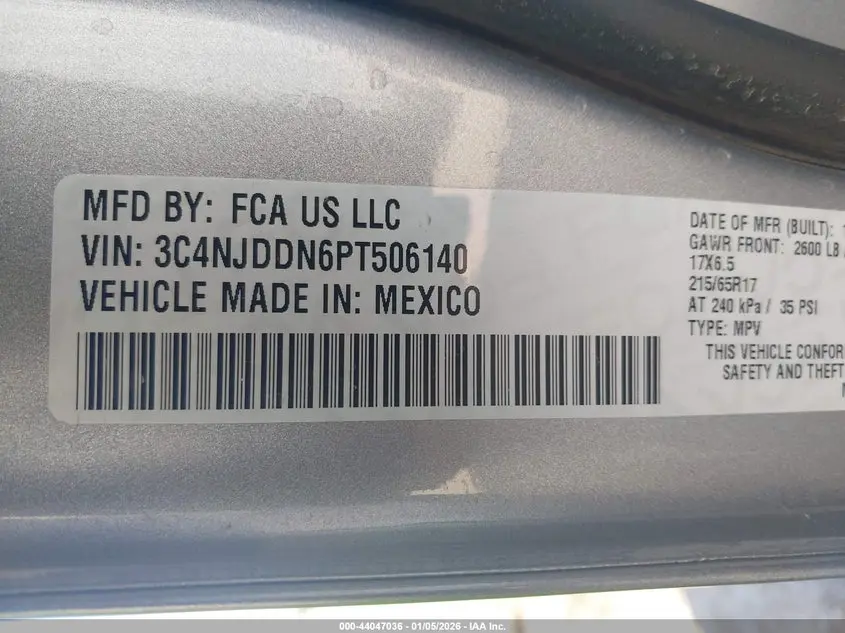 MFD BY: FCA US LLC
VIN: 3C4NJDDN6PT506140
VEHICLE MADE IN: MEXICO
DATE OF MFR (BUILT): 1
GAWR FRONT: 2600 LB
17X6.5
215/65R17
AT 240 kPa / 35 PSI
TYPE: MPV
THIS VEHICLE CONFOR
SAFETY AND THEFT
000-44047036 - 01/05/2026 - IAA Inc.